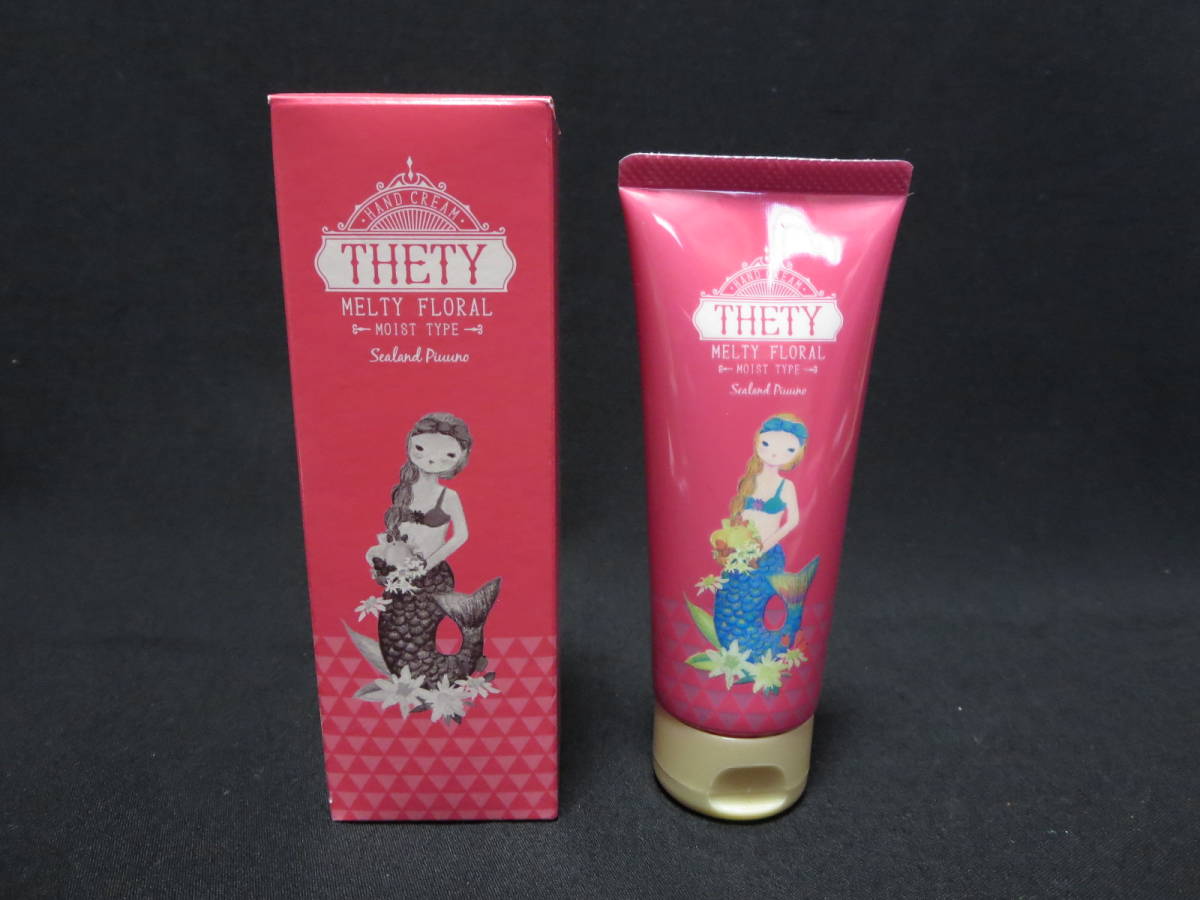 HAND CREAM
THETY
MELTY FLORAL
MOIST TYPE
Sealand Piuuno
HAND CREAM
THETY
MELTY FLORAL
MOIST TYPE
Sealand Piuuno